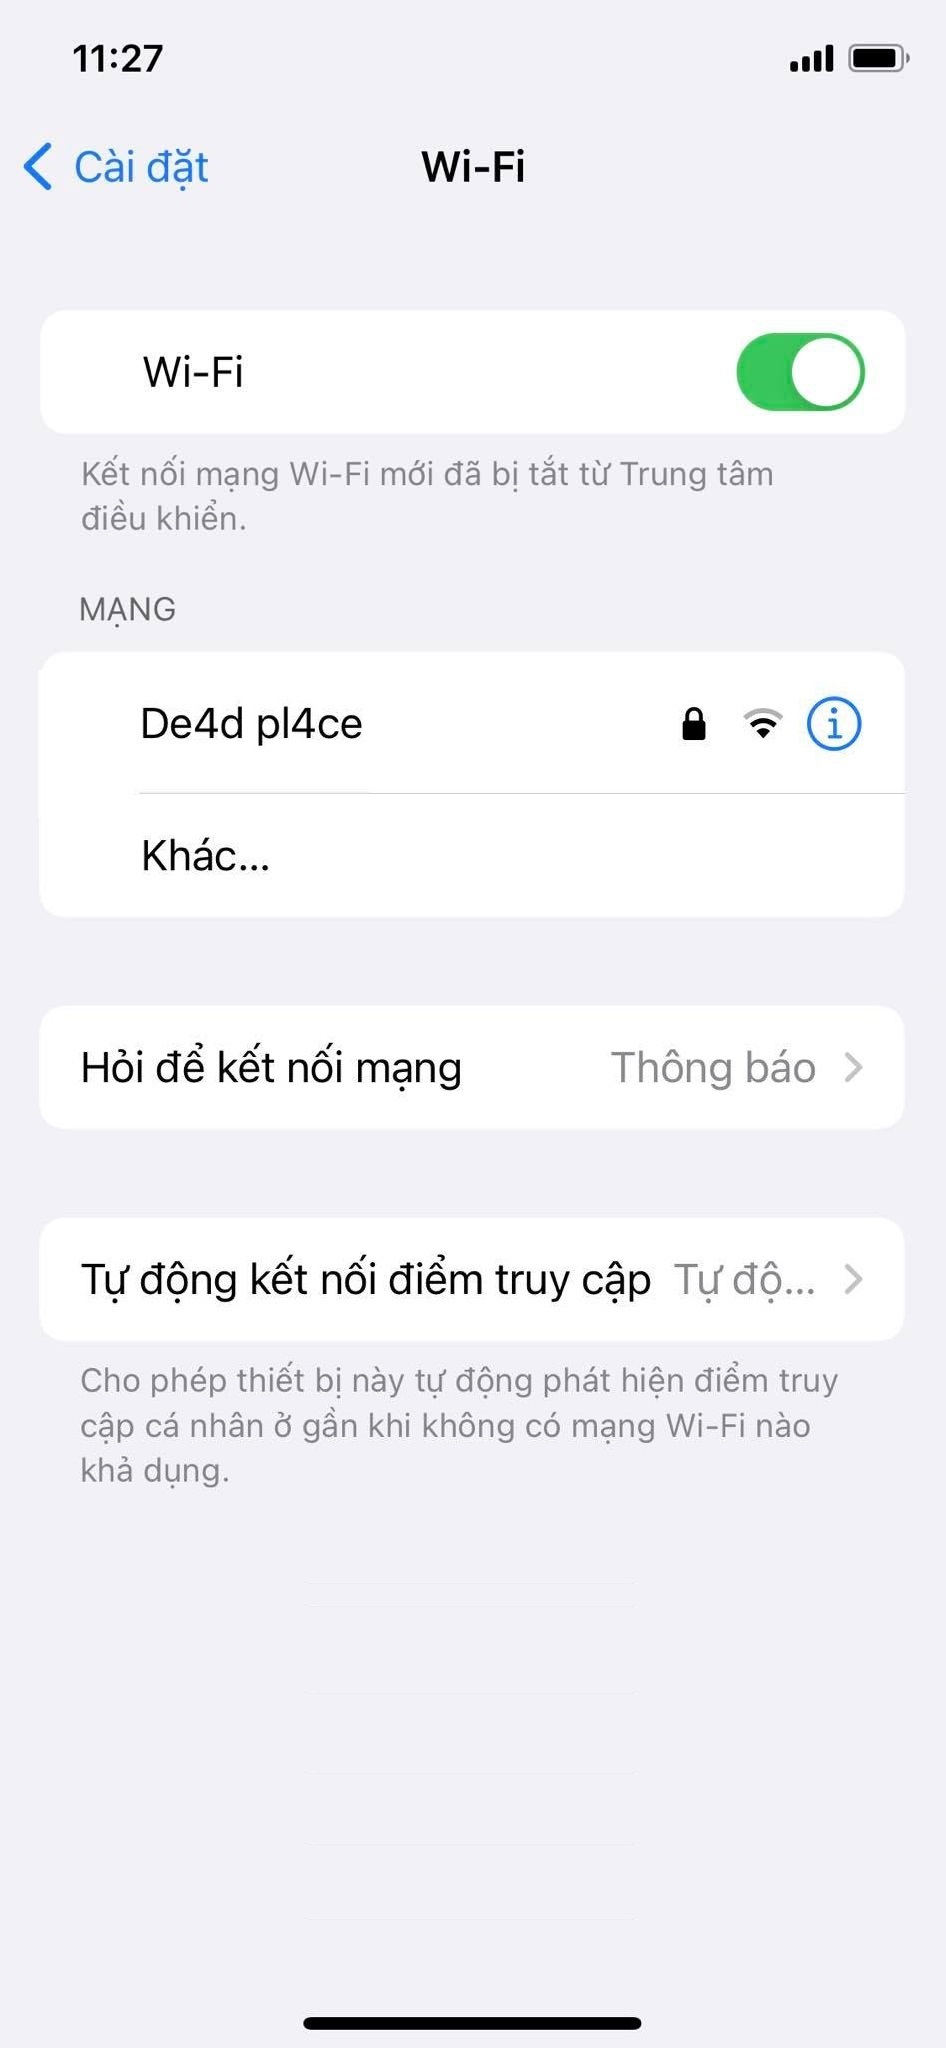 11:27
Cài đặt
Wi-Fi
Wi-Fi
Kết nối mạng Wi-Fi mới đã bị tắt từ Trung tâm
điều khiển.
MẠNG
De4d pl4ce
Khác...
Hỏi để kết nối mạng Thông báo
Tự động kết nối điểm truy cập Tự độ...
Cho phép thiết bị này tự động phát hiện điểm truy
cập cá nhân ở gần khi không có mạng Wi-Fi nào
khả dụng.